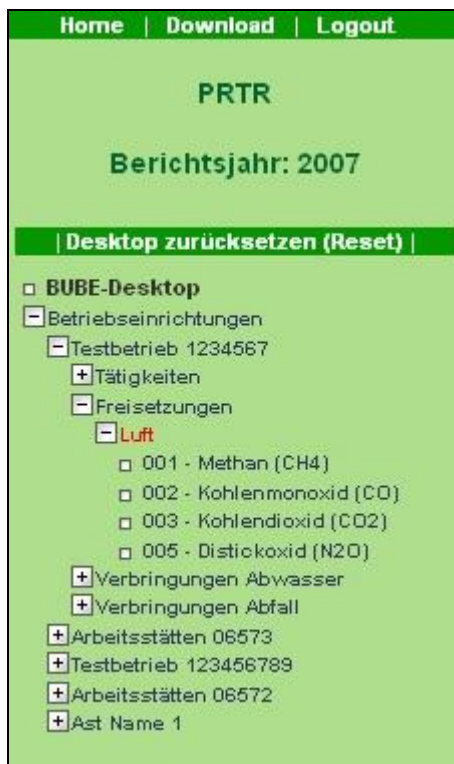 Home | Download | Logout
PRTR
Berichtsjahr: 2007
| Desktop zurücksetzen (Reset) |
BUBE-Desktop
Betriebseinrichtungen
Testbetrieb 1234567
Tätigkeiten
Freisetzungen
Luft
001 - Methan (CH4)
002 - Kohlenmonoxid (CO)
003 - Kohlendioxid (CO2)
005 - Distickoxid (N2O)
Verbringungen Abwasser
Verbringungen Abfall
Arbeitsstätten 06573
Testbetrieb 123456789
Arbeitsstätten 06572
Ast Name 1